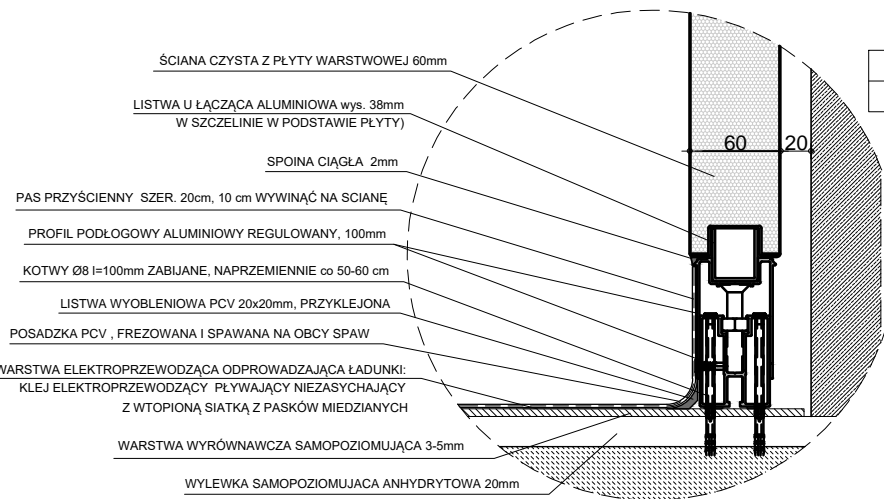 ŚCIANA CZYSTA Z PŁYTY WARSTWOWEJ 60mm
LISTWA U ŁĄCZĄCA ALUMINIOWA wys. 38mm
W SZCZELINIE W PODSTAWIE PŁYTY)
60 20
SPOINA CIĄGŁA 2mm
PAS PRZYŚCIENNY SZER. 20cm, 10 cm WYWINĄĆ NA SCIANĘ
PROFIL PODŁOGOWY ALUMINIOWY REGULOWANY, 100mm
KOTWY Ø8 l=100mm ZABIJANE, NAPRZEMIENNIE co 50-60 cm
LISTWA WYOBLENIOWA PCV 20x20mm, PRZYKLEJONA
POSADZKA PCV , FREZOWANA I SPAWANA NA OBCY SPAW
WARSTWA ELEKTROPRZEWODZĄCA ODPROWADZAJĄCA ŁADUNKI:
KLEJ ELEKTROPRZEWODZĄCY PŁYWAJĄCY NIEZASYCHAJĄCY
Z WTOPIONĄ SIATKĄ Z PASKÓW MIEDZIANYCH
WARSTWA WYRÓWNAWCZA SAMOPOZIOMUJĄCA 3-5mm
WYLEWKA SAMOPOZIOMUJACA ANHYDRYTOWA 20mm